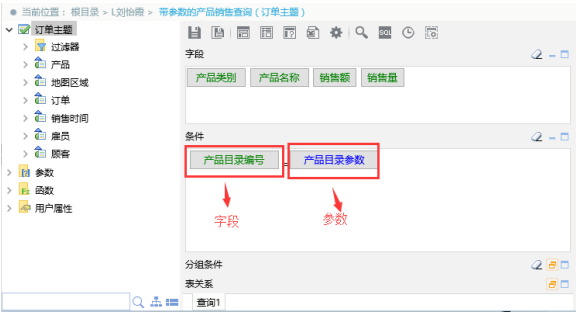 当前位置：根目录 > L刘怡霞 > 带参数的产品销售查询（订单主题）
订单主题
过滤器
产品
地图区域
订单
销售时间
雇员
顾客
参数
函数
用户属性
SQL
字段
产品类别 产品名称 销售额 销售量
条件
产品目录编号 = 产品目录参数
字段 参数
分组条件
表关系
查询1